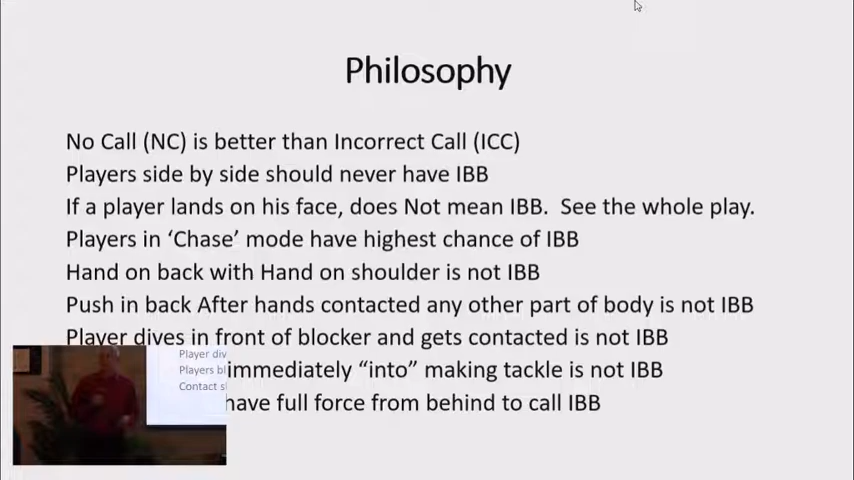 Philosophy
No Call (NC) is better than Incorrect Call (ICC)
Players side by side should never have IBB
If a player lands on his face, does Not mean IBB. See the whole play.
Players in ‘Chase’ mode have highest chance of IBB
Hand on back with Hand on shoulder is not IBB
Push in back After hands contacted any other part of body is not IBB
Player dives in front of blocker and gets contacted is not IBB
immediately “into” making tackle is not IBB
have full force from behind to call IBB
Player div
Players bl
Contact s